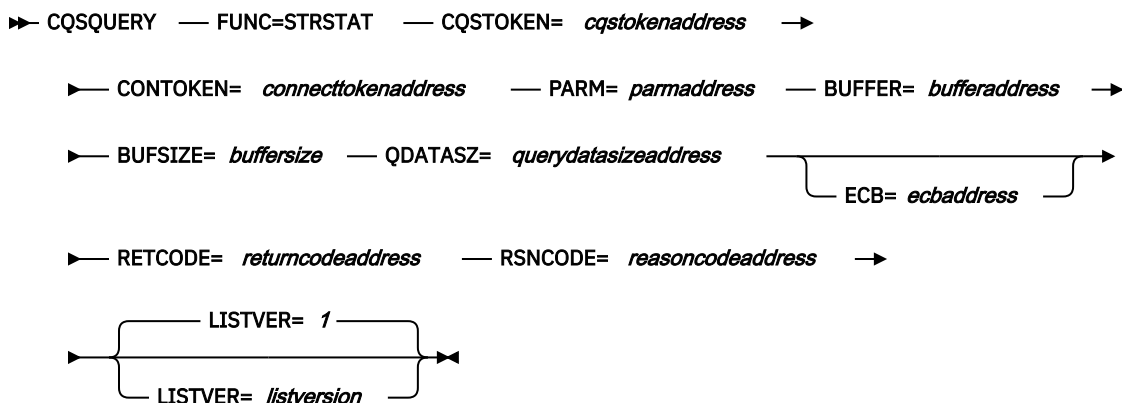 CQSQUERY FUNC=STRSTAT CQSTOKEN= cqstokenaddress
CONTOKEN= connecttokenaddress PARM= parmaddress BUFFER= bufferaddress
BUFSIZE= buffersize QDATASZ= querydatasizeaddress
ECB= ecbaddress
RETCODE= returncodeaddress RSNCODE= reasoncodeaddress
LISTVER= 1
LISTVER= listversion